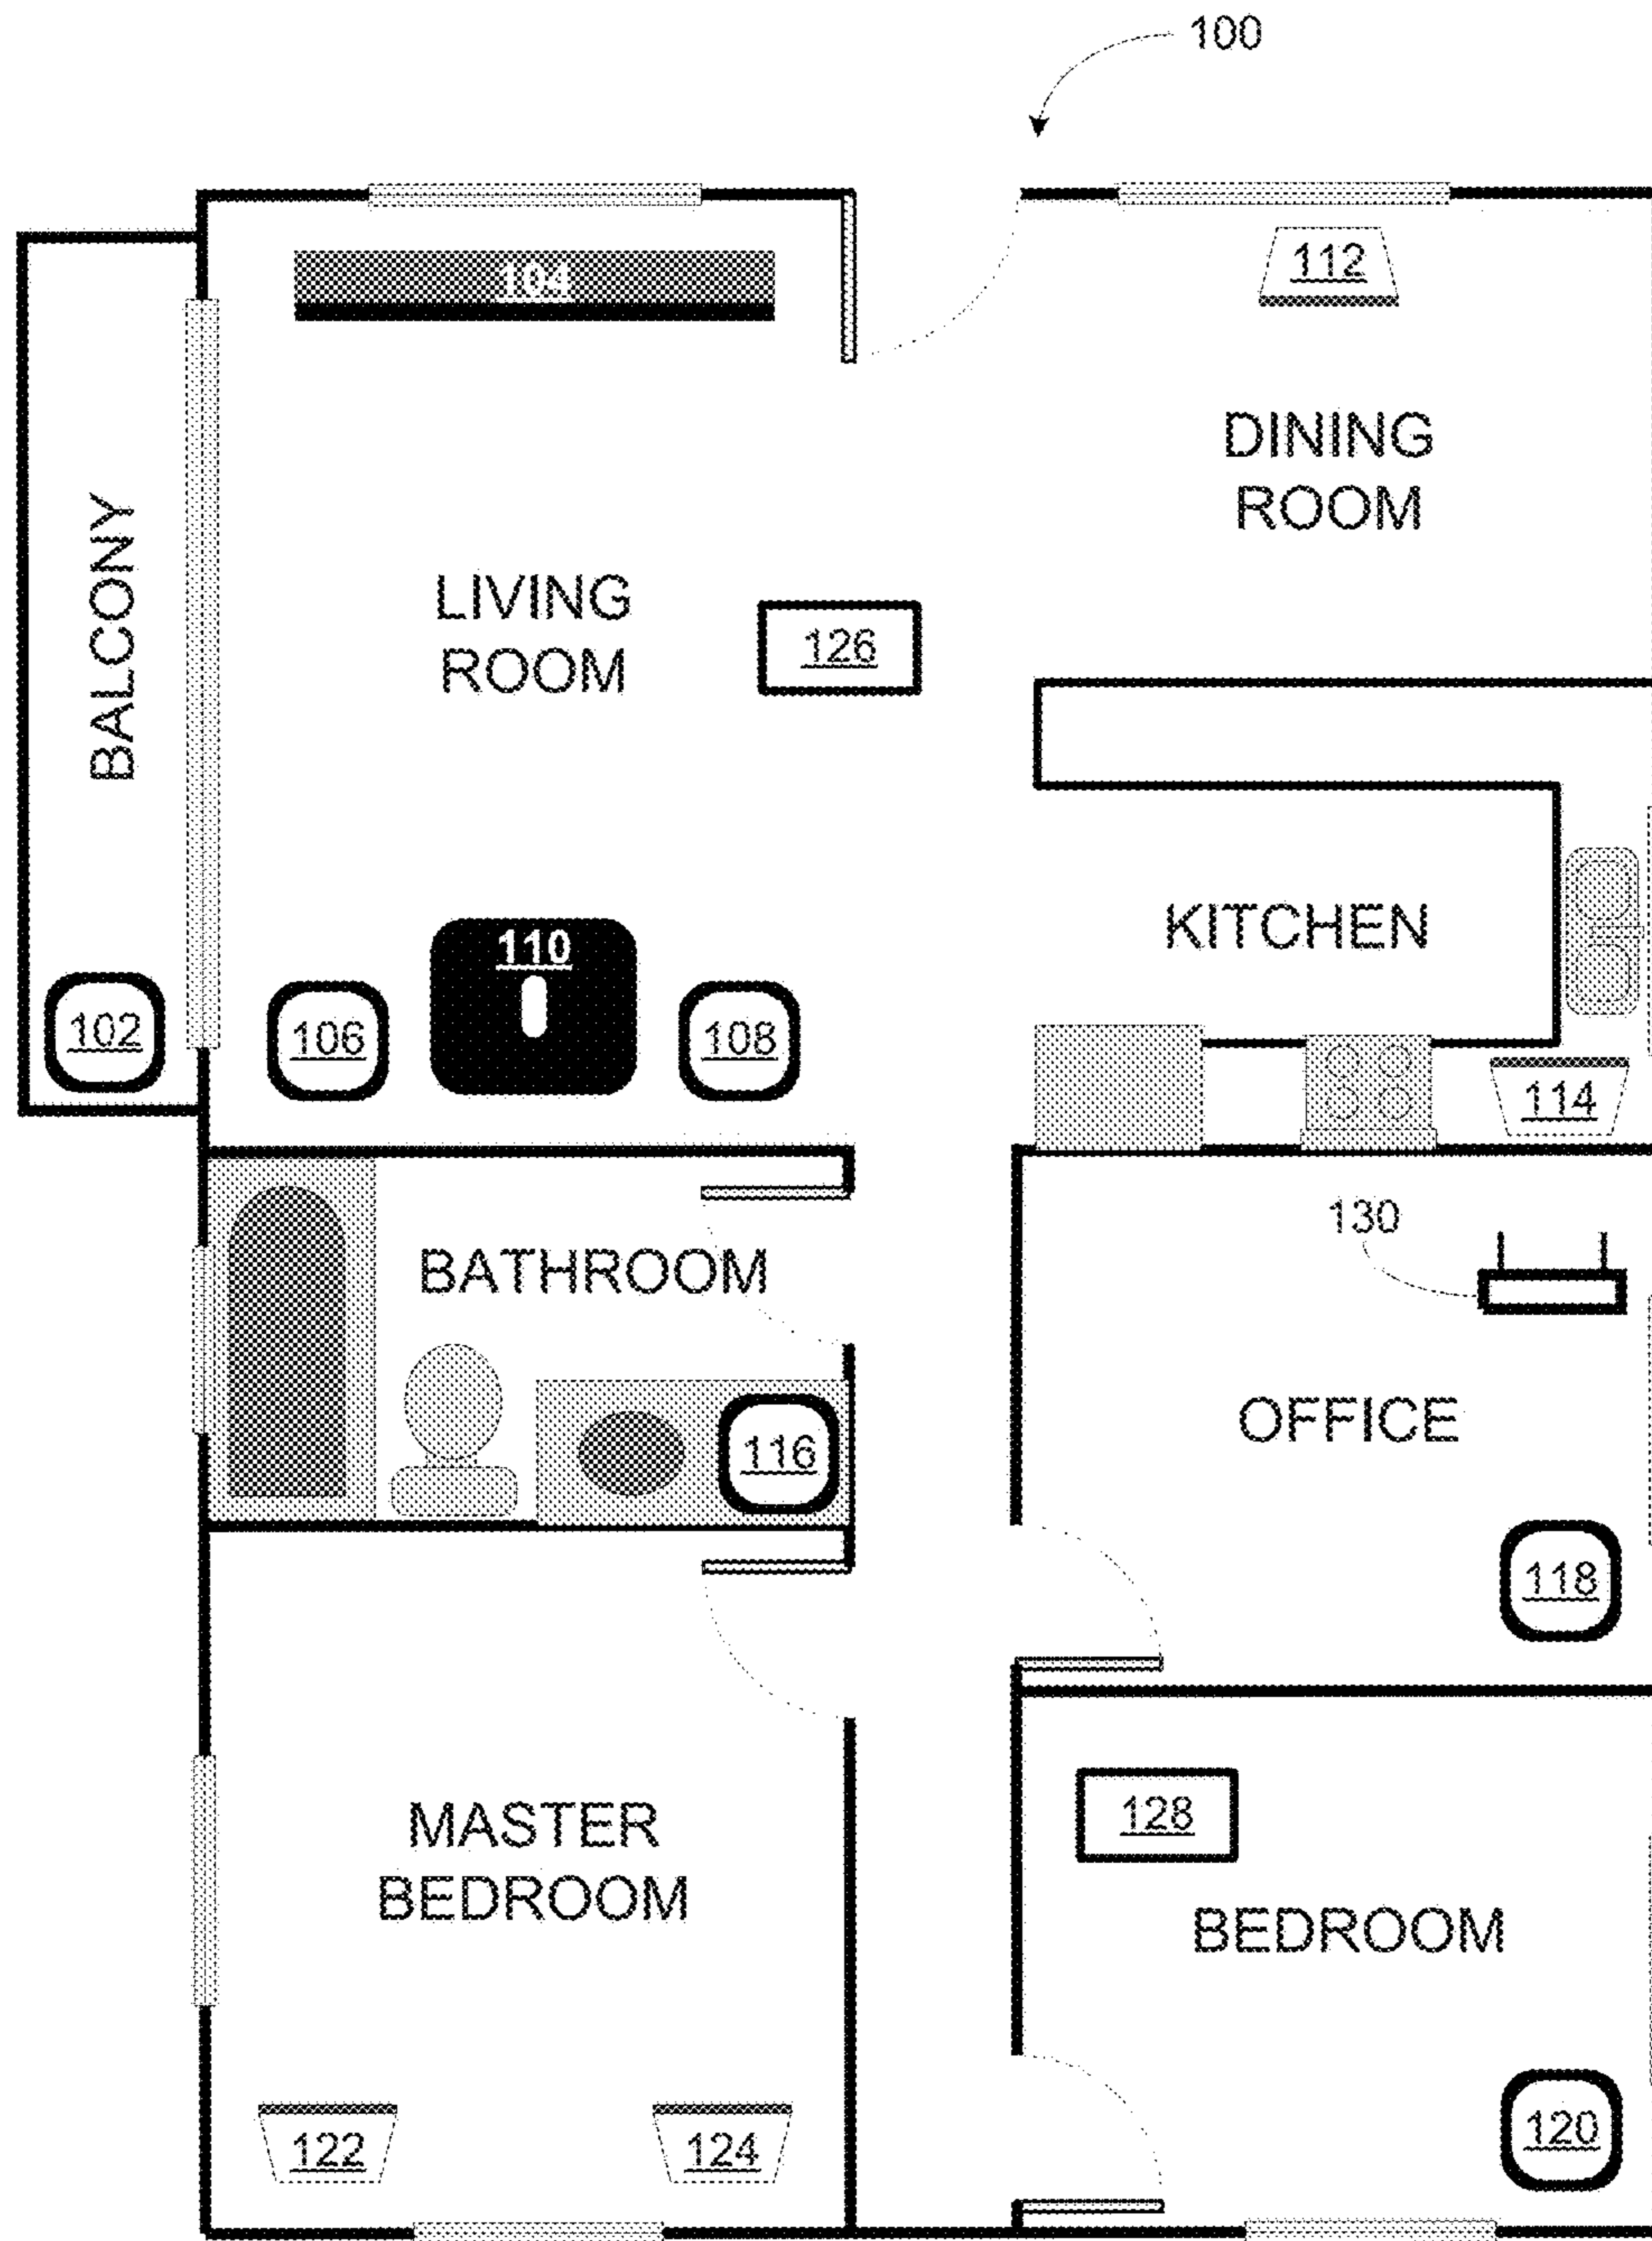 100
104
112
DINING
ROOM
BALCONY
LIVING
ROOM
126
KITCHEN
110
102
106
108
114
130
BATHROOM
OFFICE
116
118
MASTER
BEDROOM
128
BEDROOM
122
124
120